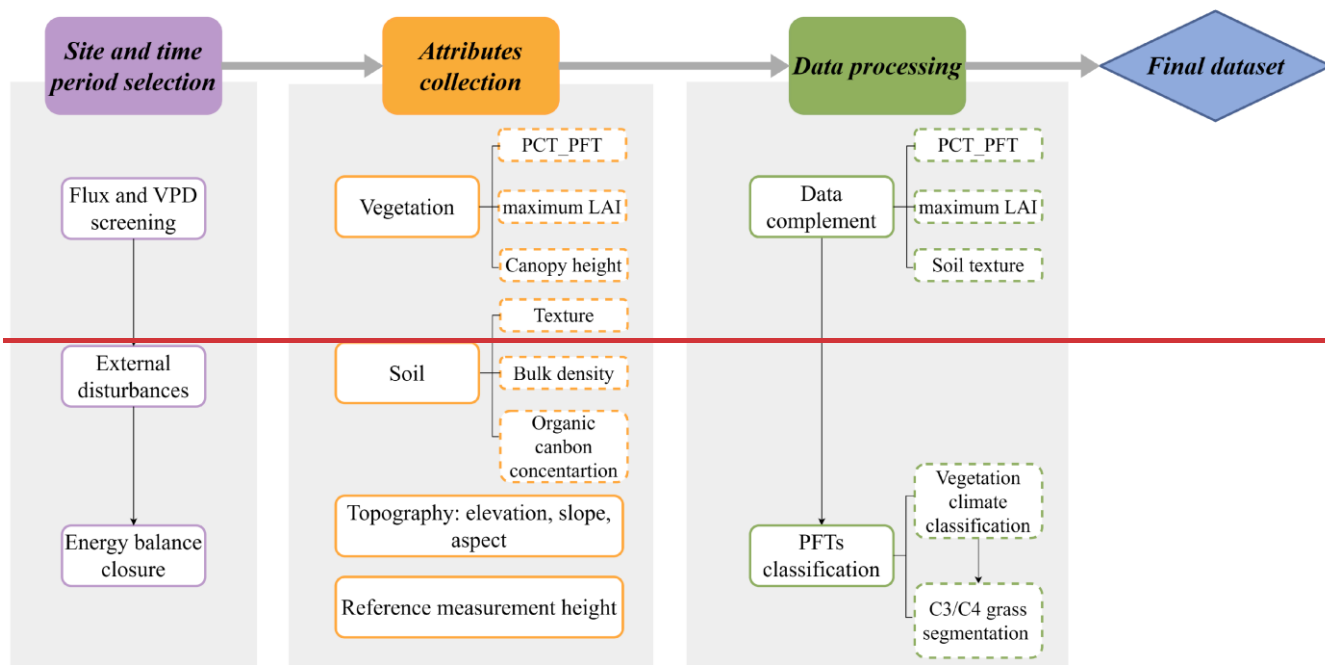 Site and time
period selection
Attributes
collection
Data processing
Final dataset
Flux and VPD
screening
External
disturbances
Energy balance
closure
Vegetation
PCT_PFT
maximum LAI
Canopy height
Soil
Texture
Bulk density
Organic
canbon
concentartion
Topography: elevation, slope,
aspect
Reference measurement height
Data
complement
PCT_PFT
maximum LAI
Soil texture
PFTs
classification
Vegetation
climate
classification
C3/C4 grass
segmentation